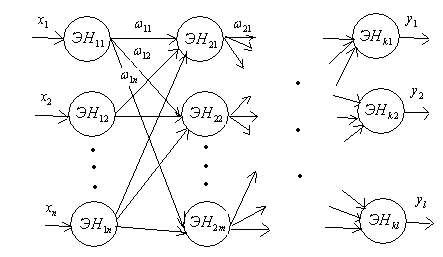 x₁ ЭН₁₁ ω₁₁ ЭН₂₁ ω₂₁ ЭНₖ₁ y₁
ω₁₂
ω₁ₙ
x₂ ЭН₁₂ ЭН₂₂ ЭНₖ₂ y₂
xₙ ЭН₁ₙ ЭН₂ₘ ЭНₖₗ yₗ